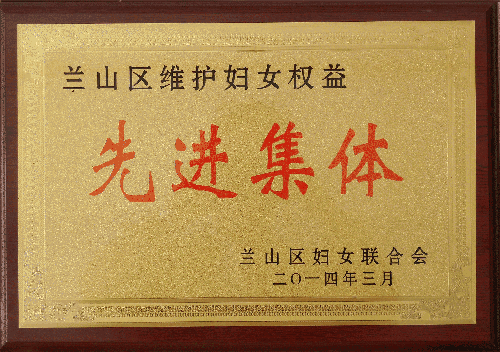 兰山区维护妇女权益
先进集体
兰山区妇女联合会
二〇一四年三月